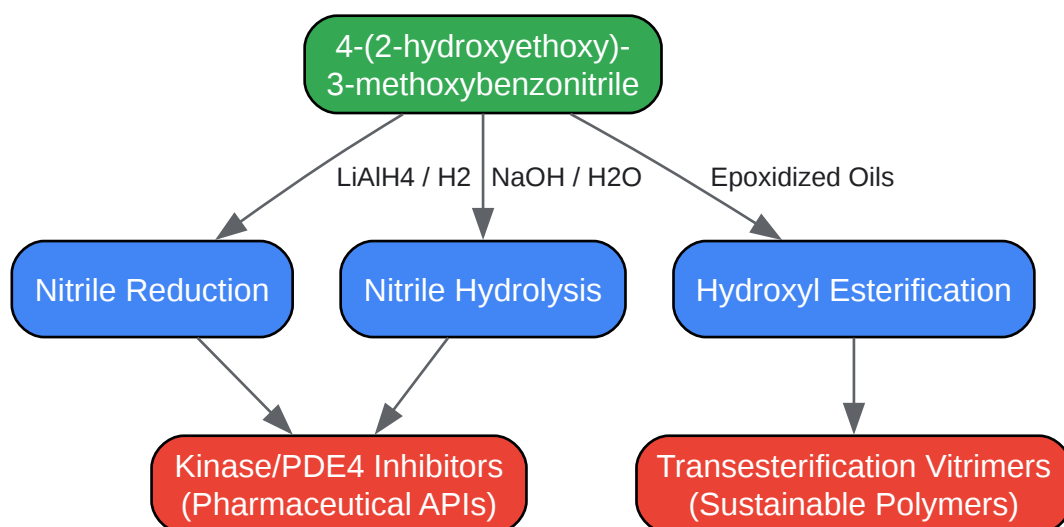 4-(2-hydroxyethoxy)-
3-methoxybenzonitrile
LiAlH4 / H2
NaOH / H2O
Epoxidized Oils
Nitrile Reduction
Nitrile Hydrolysis
Hydroxyl Esterification
Kinase/PDE4 Inhibitors
(Pharmaceutical APIs)
Transesterification Vitrimers
(Sustainable Polymers)